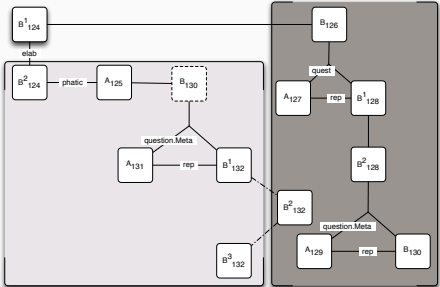 B¹124
B126
elab
B²124
phatic
A125
B130
quest
A127
rep
B¹128
question.Meta
A131
rep
B¹132
B²128
B²132
question.Meta
B³132
A129
rep
B130